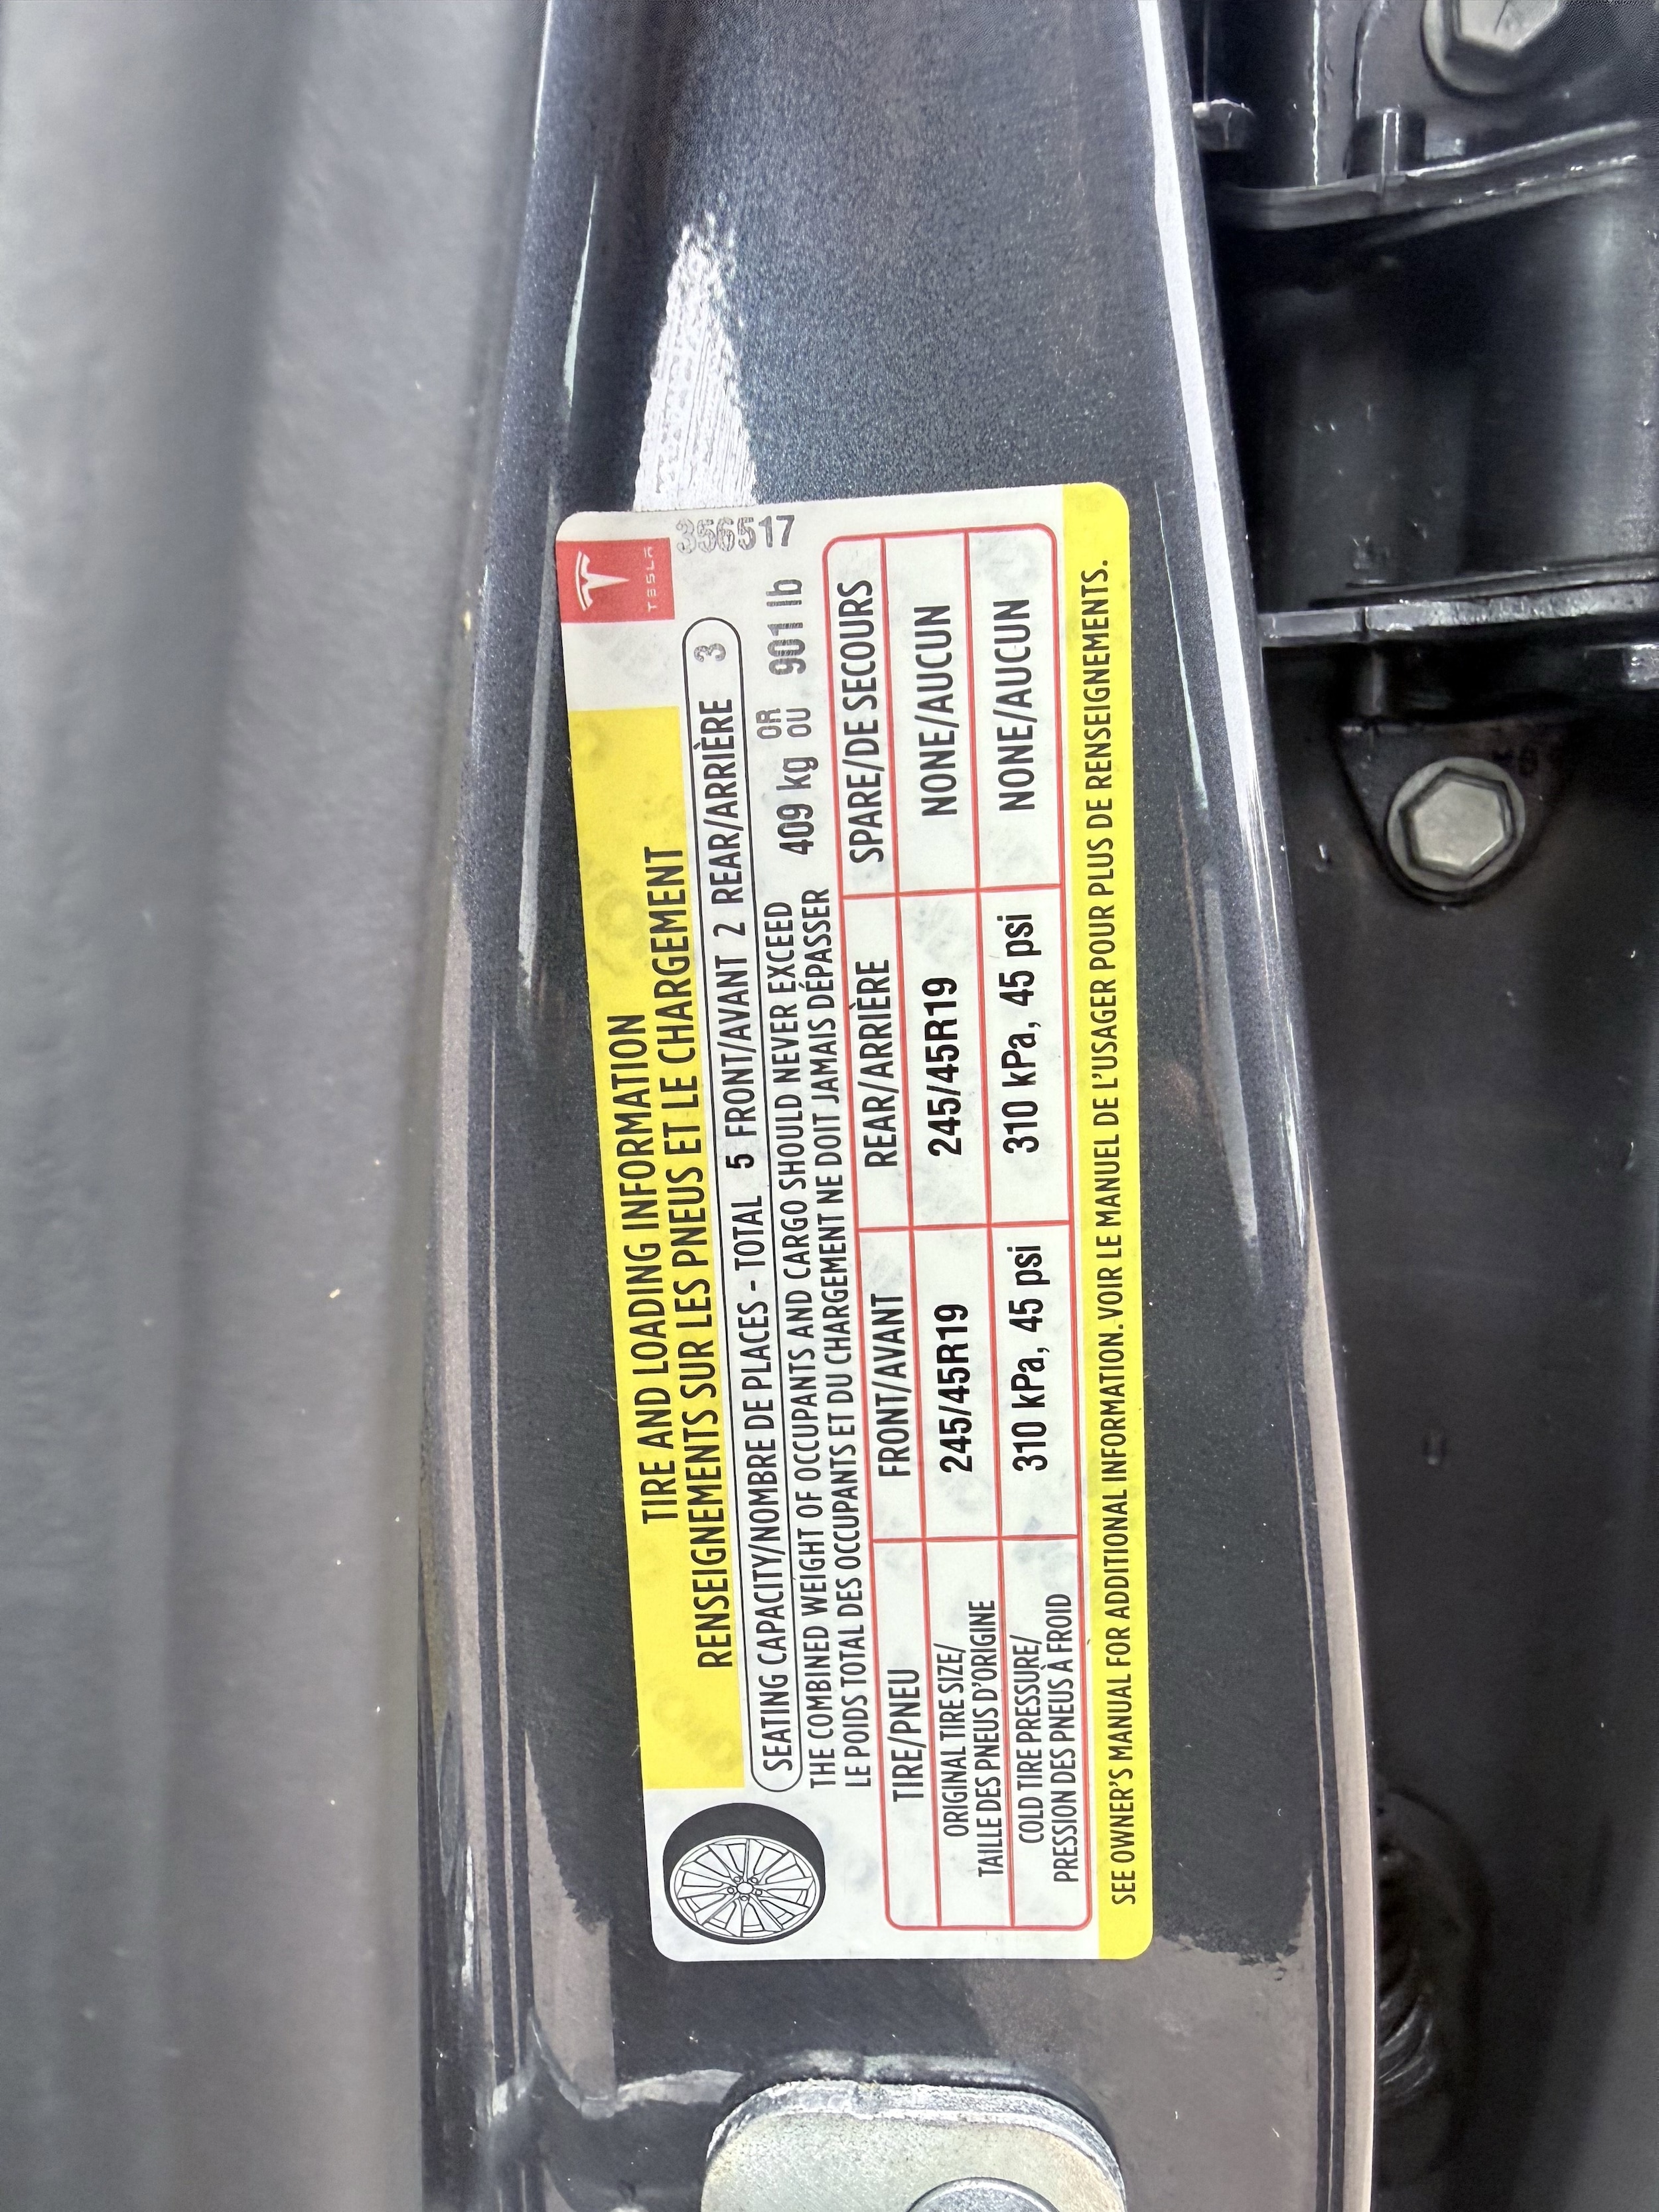 TESLA
356517
TIRE AND LOADING INFORMATION
RENSEIGNEMENTS SUR LES PNEUS ET LE CHARGEMENT
SEATING CAPACITY/NOMBRE DE PLACES - TOTAL 5 FRONT/AVANT 2 REAR/ARRIÈRE 3
THE COMBINED WEIGHT OF OCCUPANTS AND CARGO SHOULD NEVER EXCEED
LE POIDS TOTAL DES OCCUPANTS ET DU CHARGEMENT NE DOIT JAMAIS DÉPASSER
409 kg OR OU 901 lb
TIRE/PNEU FRONT/AVANT REAR/ARRIÈRE SPARE/DE SECOURS
ORIGINAL TIRE SIZE/
TAILLE DES PNEUS D'ORIGINE
245/45R19 245/45R19 NONE/AUCUN
COLD TIRE PRESSURE/
PRESSION DES PNEUS À FROID
310 kPa, 45 psi 310 kPa, 45 psi NONE/AUCUN
SEE OWNER'S MANUAL FOR ADDITIONAL INFORMATION. VOIR LE MANUEL DE L'USAGER POUR PLUS DE RENSEIGNEMENTS.